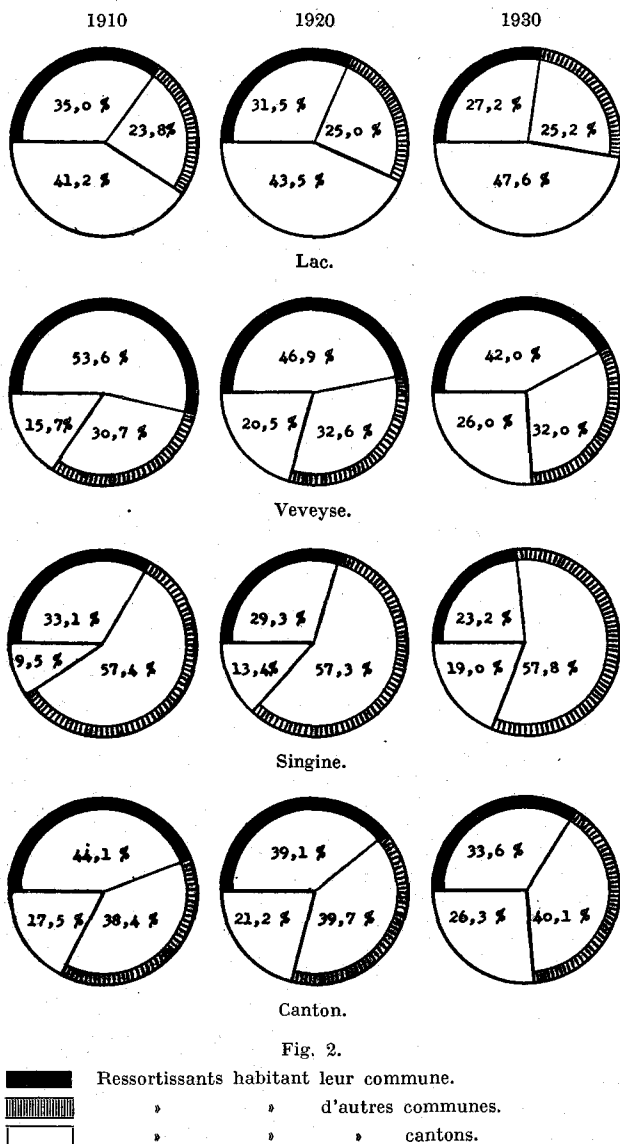 1910 1920 1930
35,0 % 23,8% 31,5 % 25,0 % 27,2 % 25,2 %
41,2 % 43,5 % 47,6 %
Lac.
53,6 % 46,9 % 42,0 %
15,7% 30,7 % 20,5 % 32,6 % 26,0 % 32,0 %
Veveyse.
33,1 % 29,3 % 23,2 %
9,5 % 57,4 % 13,4% 57,3 % 19,0 % 57,8 %
Singine.
44,1 % 39,1 % 33,6 %
17,5 % 38,4 % 21,2 % 39,7 % 26,3 % 40,1 %
Canton.
Fig. 2.
Ressortissants habitant leur commune.
» » d'autres communes.
» » » cantons.